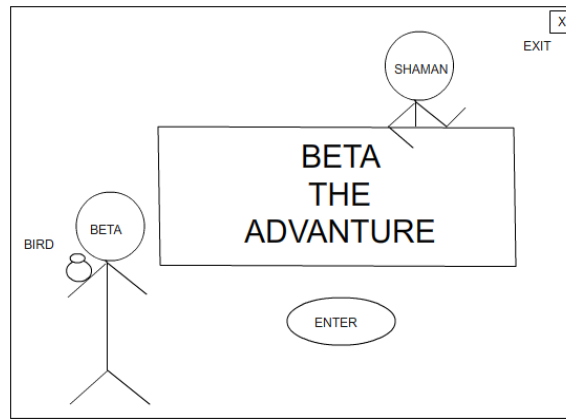 X
EXIT
SHAMAN
BETA
THE
ADVANTURE
BETA
BIRD
ENTER